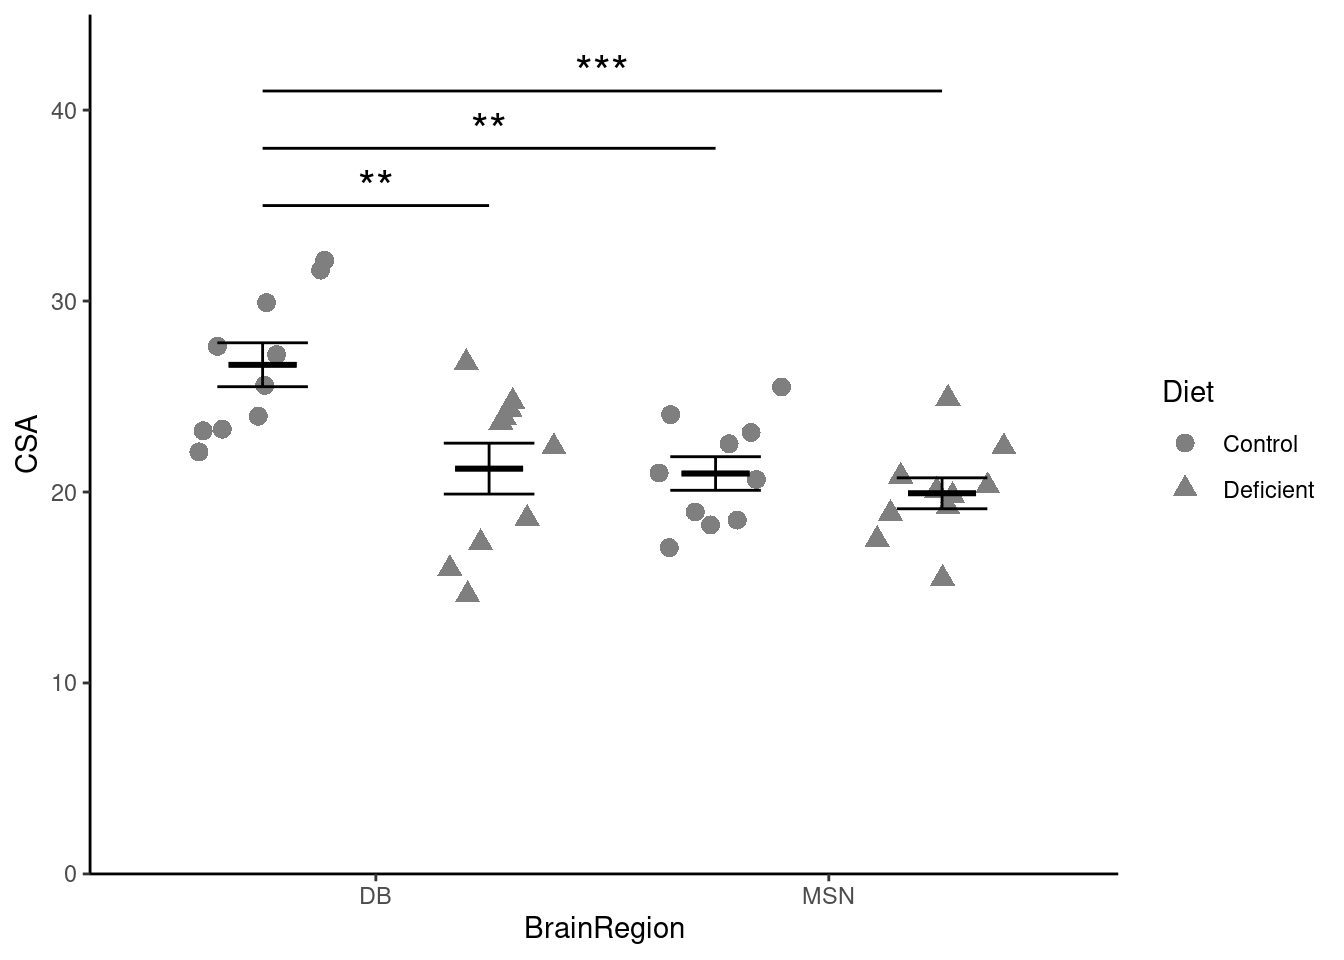 ***
**
**
40
30
20
10
0
CSA
DB
MSN
BrainRegion
Diet
Control
Deficient